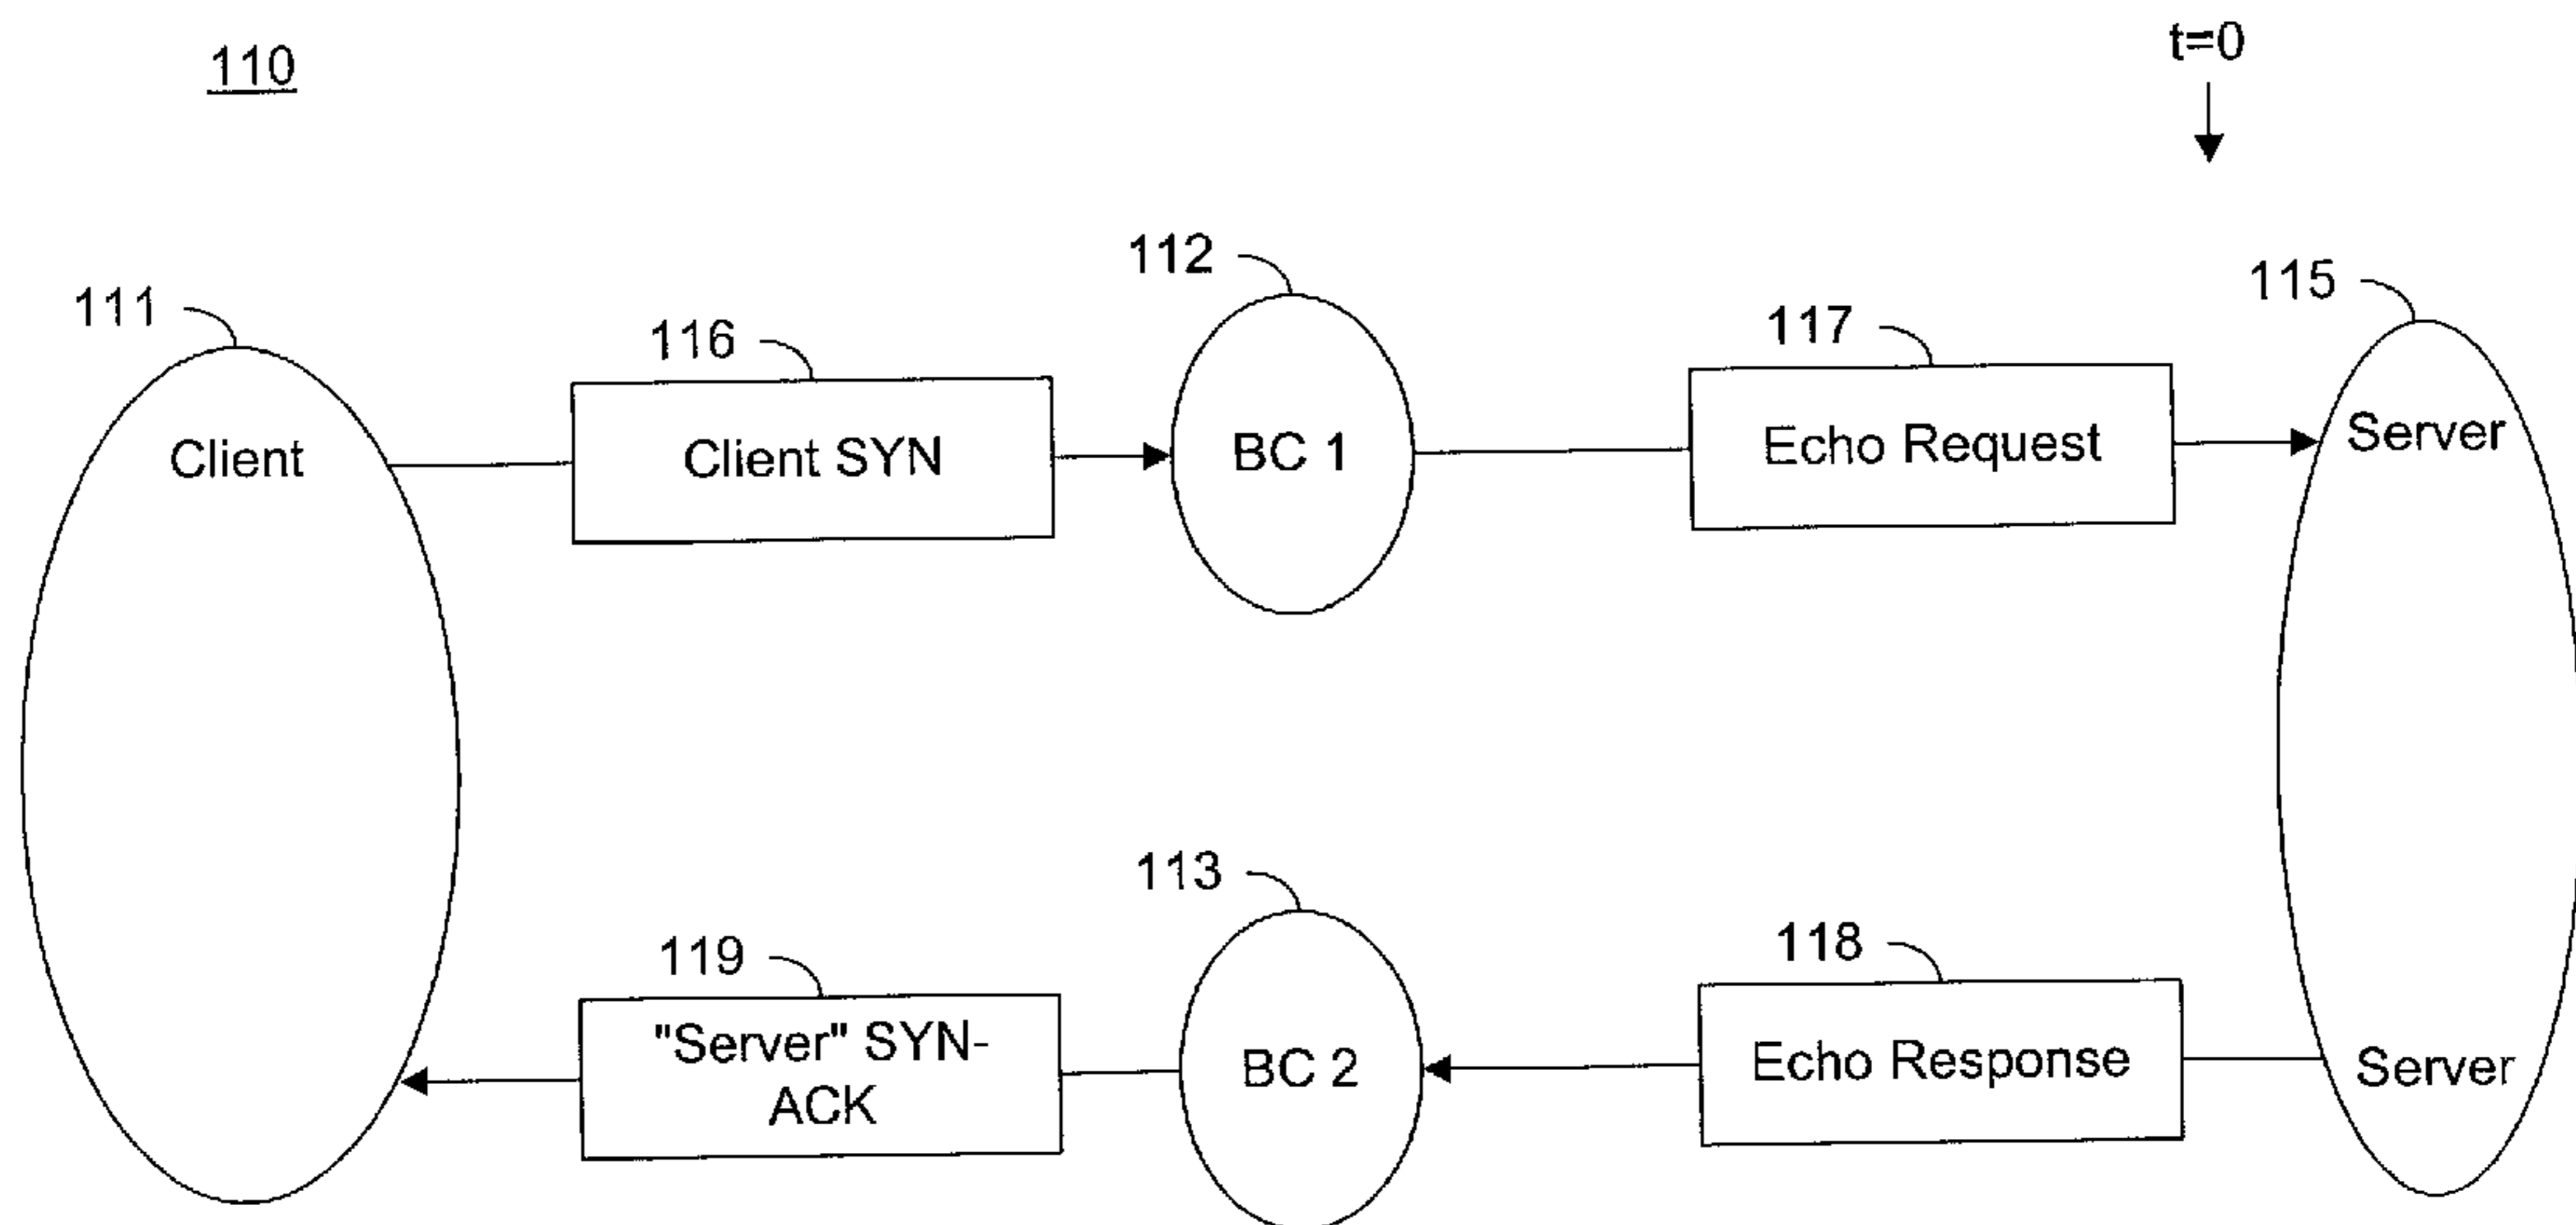 110
t=0
112
111
115
116
117
Client
Client SYN
BC 1
Echo Request
Server
113
119
118
"Server" SYN-
ACK
BC 2
Echo Response
Server